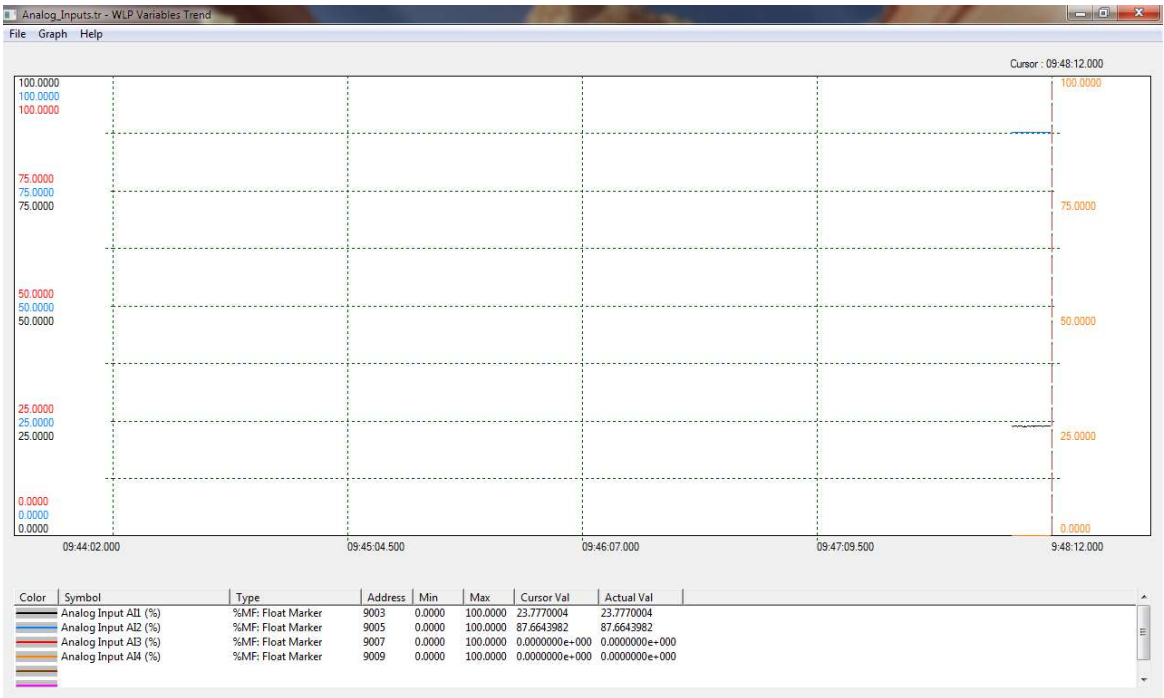 Analog_Inputs.tr - WLP Variables Trend
File Graph Help
Cursor : 09:48:12.000
100.0000 100.0000
100.0000
100.0000
75.0000
75.0000
75.0000 75.0000
50.0000
50.0000
50.0000 50.0000
25.0000
25.0000
25.0000 25.0000
0.0000
0.0000
0.0000 0.0000
09:44:02.000 09:45:04.500 09:46:07.000 09:47:09.500 9:48:12.000
Color Symbol Type Address Min Max Cursor Val Actual Val
Analog Input AI1 (%) %MF: Float Marker 9003 0.0000 100.0000 23.7770004 23.7770004
Analog Input AI2 (%) %MF: Float Marker 9005 0.0000 100.0000 87.6643982 87.6643982
Analog Input AI3 (%) %MF: Float Marker 9007 0.0000 100.0000 0.0000000e+000 0.0000000e+000
Analog Input AI4 (%) %MF: Float Marker 9009 0.0000 100.0000 0.0000000e+000 0.0000000e+000